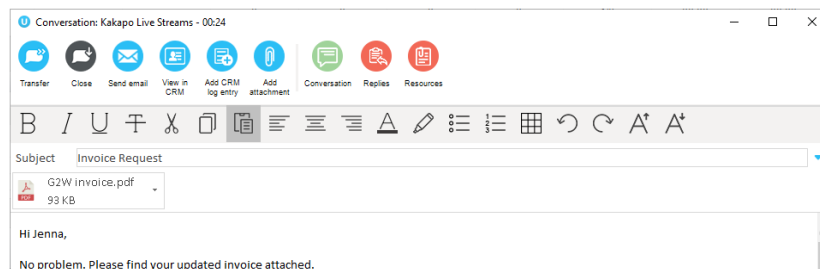 Conversation: Kakapo Live Streams - 00:24
Transfer
Close
Send email
View in
CRM
Add CRM
log entry
Add
attachment
Conversation
Replies
Resources
Subject
Invoice Request
G2W invoice.pdf
PDF
93 KB
Hi Jenna,
No problem. Please find your updated invoice attached.